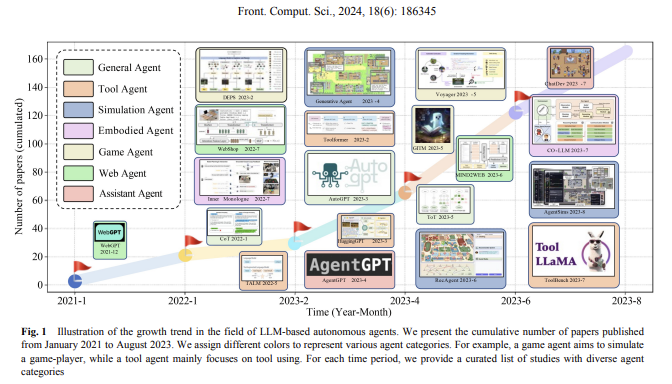 Front. Comput. Sci., 2024, 18(6): 186345
Number of papers (cumulated)
160
140
120
100
80
60
40
20
0
General Agent
Tool Agent
Simulation Agent
Embodied Agent
Game Agent
Web Agent
Assistant Agent
DEPS 2023-2
WebShop 2022-7
Inner Monologue 2022-7
CoT 2022-1
TALM 2022-5
WebGPT
WebGPT
2021-12
Generative Agent 2023 -4
Toolformer 2023-2
Auto
gpt
AutoGPT 2023-3
HuggingGPT 2023-3
AgentGPT
AgentGPT 2023-4
Voyager 2023 -5
GITM 2023-5
MIND2WEB 2023-6
ToT 2023-5
RecAgent 2023-6
ChatDev 2023 -7
CO-LLM 2023-7
AgentSims 2023-8
Tool
LLaMA
ToolBench 2023-7
2021-1
2022-1
2023-2
2023-4
2023-6
2023-8
Time (Year-Month)
Fig. 1 Illustration of the growth trend in the field of LLM-based autonomous agents. We present the cumulative number of papers published
from January 2021 to August 2023. We assign different colors to represent various agent categories. For example, a game agent aims to simulate
a game-player, while a tool agent mainly focuses on tool using. For each time period, we provide a curated list of studies with diverse agent
categories